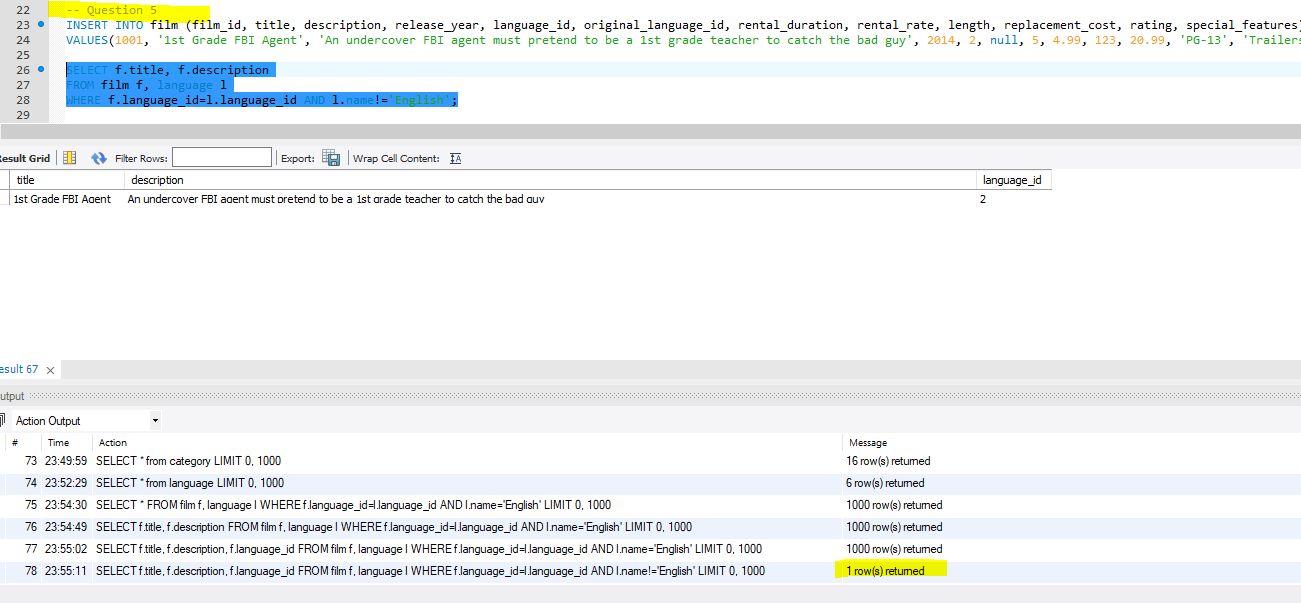 22 -- Question 5
23 INSERT INTO film (film_id, title, description, release_year, language_id, original_language_id, rental_duration, rental_rate, length, replacement_cost, rating, special_features)
24 VALUES(1001, '1st Grade FBI Agent', 'An undercover FBI agent must pretend to be a 1st grade teacher to catch the bad guy', 2014, 2, null, 5, 4.99, 123, 20.99, 'PG-13', 'Trailers
25
26 SELECT f.title, f.description
27 FROM film f, language l
28 WHERE f.language_id=l.language_id AND l.name!='English';
29
esult Grid Filter Rows: Export: Wrap Cell Content: IA
title description language_id
1st Grade FBI Agent An undercover FBI agent must pretend to be a 1st grade teacher to catch the bad guy 2
esult 67 ×
utput
Action Output
# Time Action Message
73 23:49:59 SELECT * from category LIMIT 0, 1000 16 row(s) returned
74 23:52:29 SELECT * from language LIMIT 0, 1000 6 row(s) returned
75 23:54:30 SELECT * FROM film f, language l WHERE f.language_id=l.language_id AND l.name='English' LIMIT 0, 1000 1000 row(s) returned
76 23:54:49 SELECT f.title, f.description FROM film f, language l WHERE f.language_id=l.language_id AND l.name='English' LIMIT 0, 1000 1000 row(s) returned
77 23:55:02 SELECT f.title, f.description, f.language_id FROM film f, language l WHERE f.language_id=l.language_id AND l.name='English' LIMIT 0, 1000 1000 row(s) returned
78 23:55:11 SELECT f.title, f.description, f.language_id FROM film f, language l WHERE f.language_id=l.language_id AND l.name!='English' LIMIT 0, 1000 1 row(s) returned